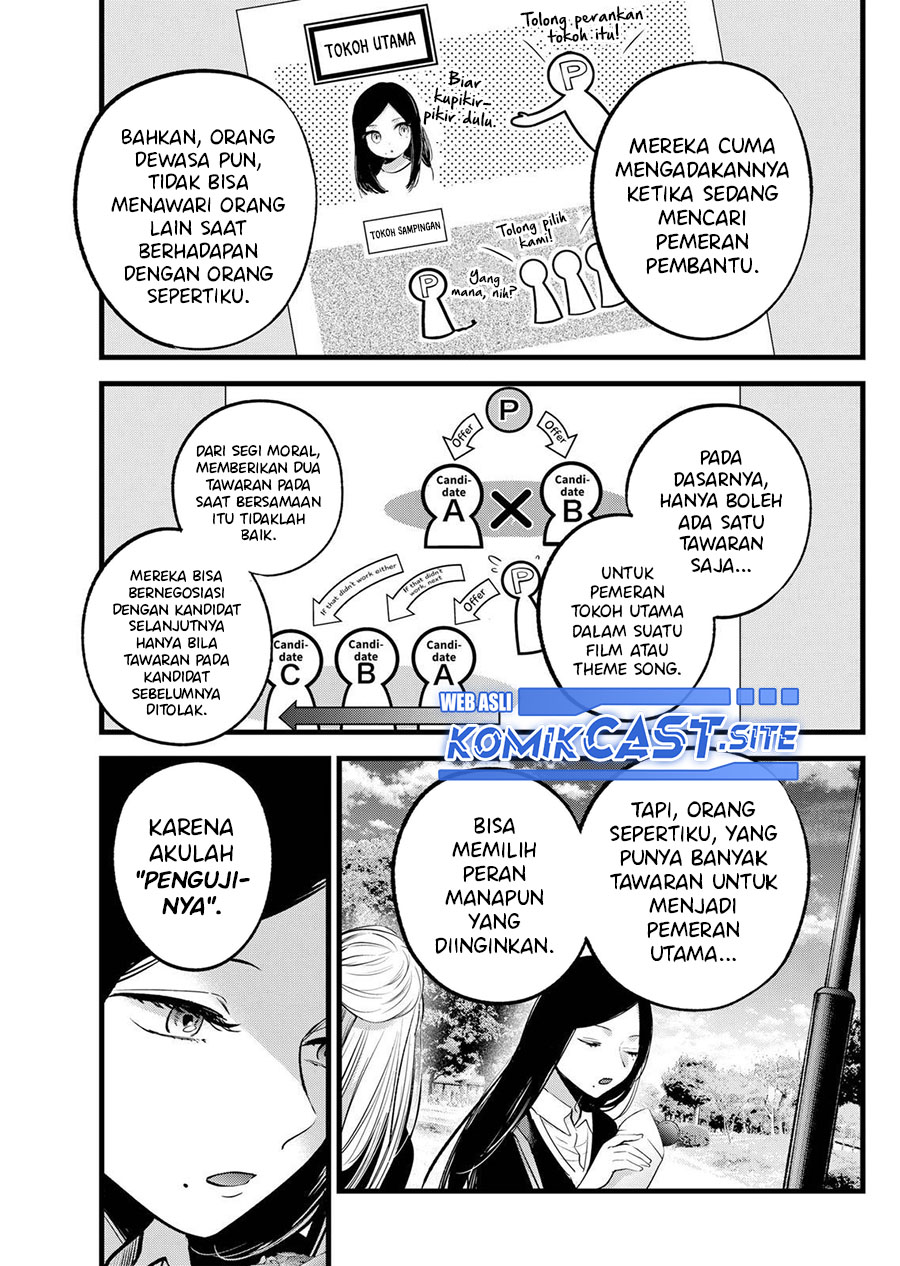 TOKOH UTAMA
Tolong perankan
tokoh itu!
P
Biar
kupikir-
pikir dulu.
MEREKA CUMA
MENGADAKANNYA
KETIKA SEDANG
MENCARI
PEMERAN
PEMBANTU.
BAHKAN, ORANG
DEWASA PUN,
TIDAK BISA
MENAWARI ORANG
LAIN SAAT
BERHADAPAN
DENGAN ORANG
SEPERTIKU.
TOKOH SAMPINGAN
Tolong pilih
kami!
P
Yang
mana, nih?
P
Offer
Offer
Candi-
date
A
Candi-
date
B
PADA
DASARNYA,
HANYA BOLEH
ADA SATU
TAWARAN
SAJA...
UNTUK
PEMERAN
TOKOH UTAMA
DALAM SUATU
FILM ATAU
THEME SONG.
DARI SEGI MORAL,
MEMBERIKAN DUA
TAWARAN PADA
SAAT BERSAMAAN
ITU TIDAKLAH
BAIK.
MEREKA BISA
BERNEGOSIASI
DENGAN KANDIDAT
SELANJUTNYA
HANYA BILA
TAWARAN PADA
KANDIDAT
SEBELUMNYA
DITOLAK.
P
Offer
If that didn't
work, next
If that didn't work either
Candi-
date
A
Candi-
date
B
Candi-
date
C
WEB ASLI
KOMIKCAST.SITE
TAPI, ORANG
SEPERTIKU, YANG
PUNYA BANYAK
TAWARAN UNTUK
MENJADI
PEMERAN
UTAMA...
BISA
MEMILIH
PERAN
MANAPUN
YANG
DIINGINKAN.
KARENA
AKULAH
"PENGUJI-
NYA".